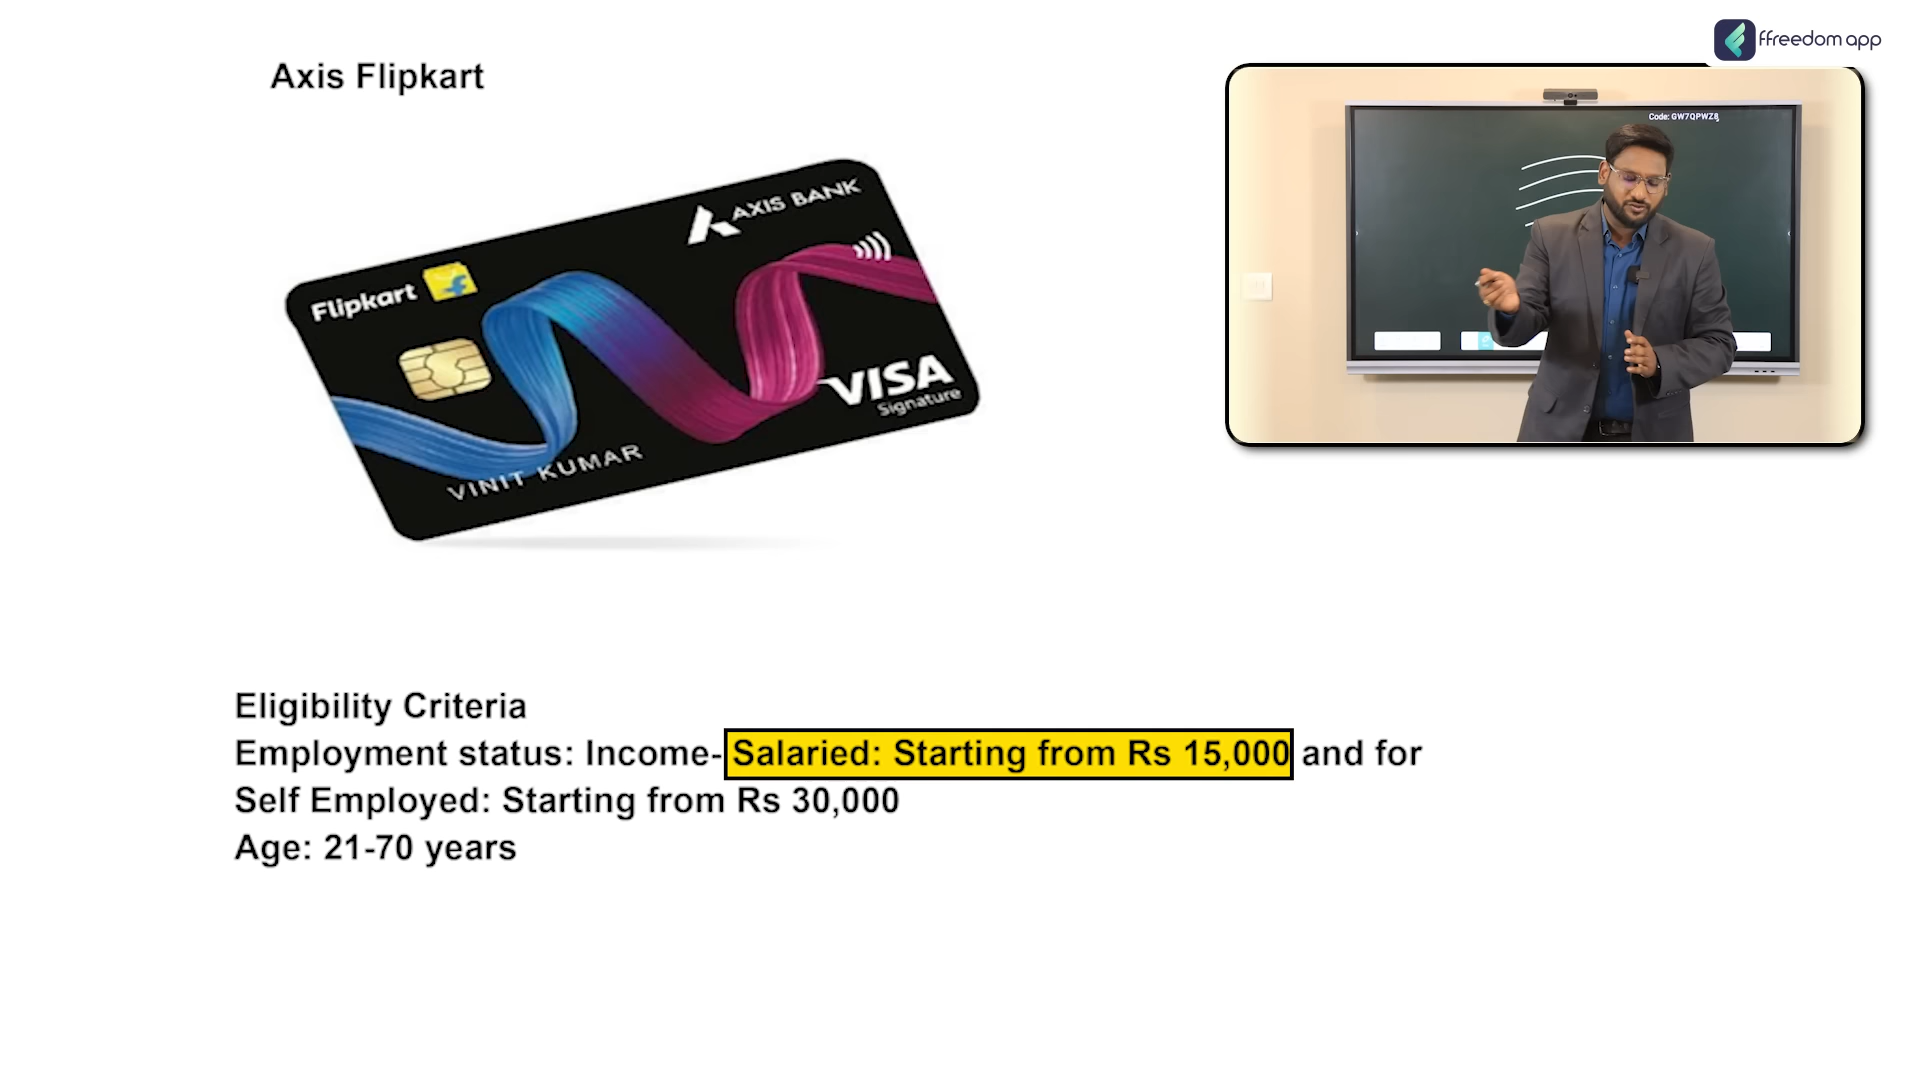 ffreedom app
Axis Flipkart
Code: GW7QPWZ8
AXIS BANK
Flipkart
VISA
Signature
VINIT KUMAR
Eligibility Criteria
Employment status: Income- Salaried: Starting from Rs 15,000 and for
Self Employed: Starting from Rs 30,000
Age: 21-70 years